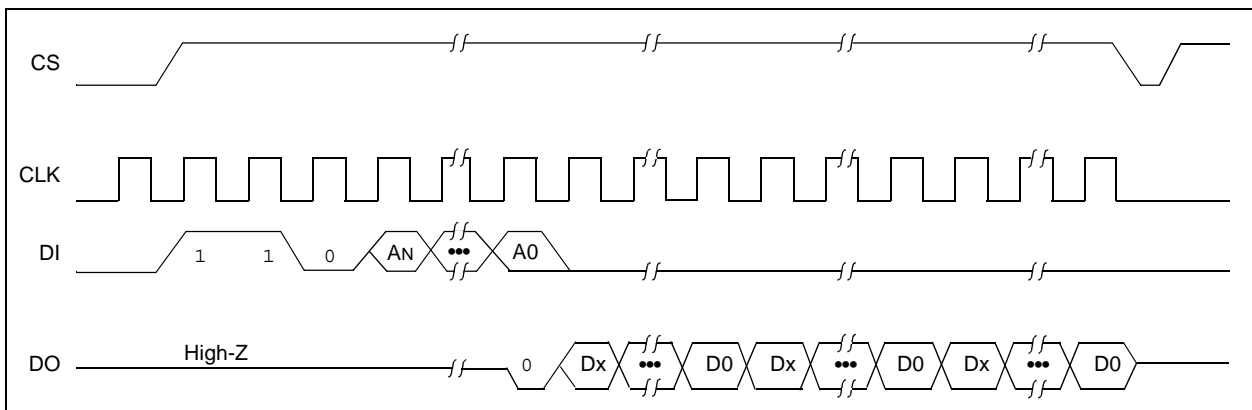 CS
CLK
DI 1 1 0 AN ••• A0
High-Z
DO 0 Dx ••• D0 Dx ••• D0 Dx ••• D0